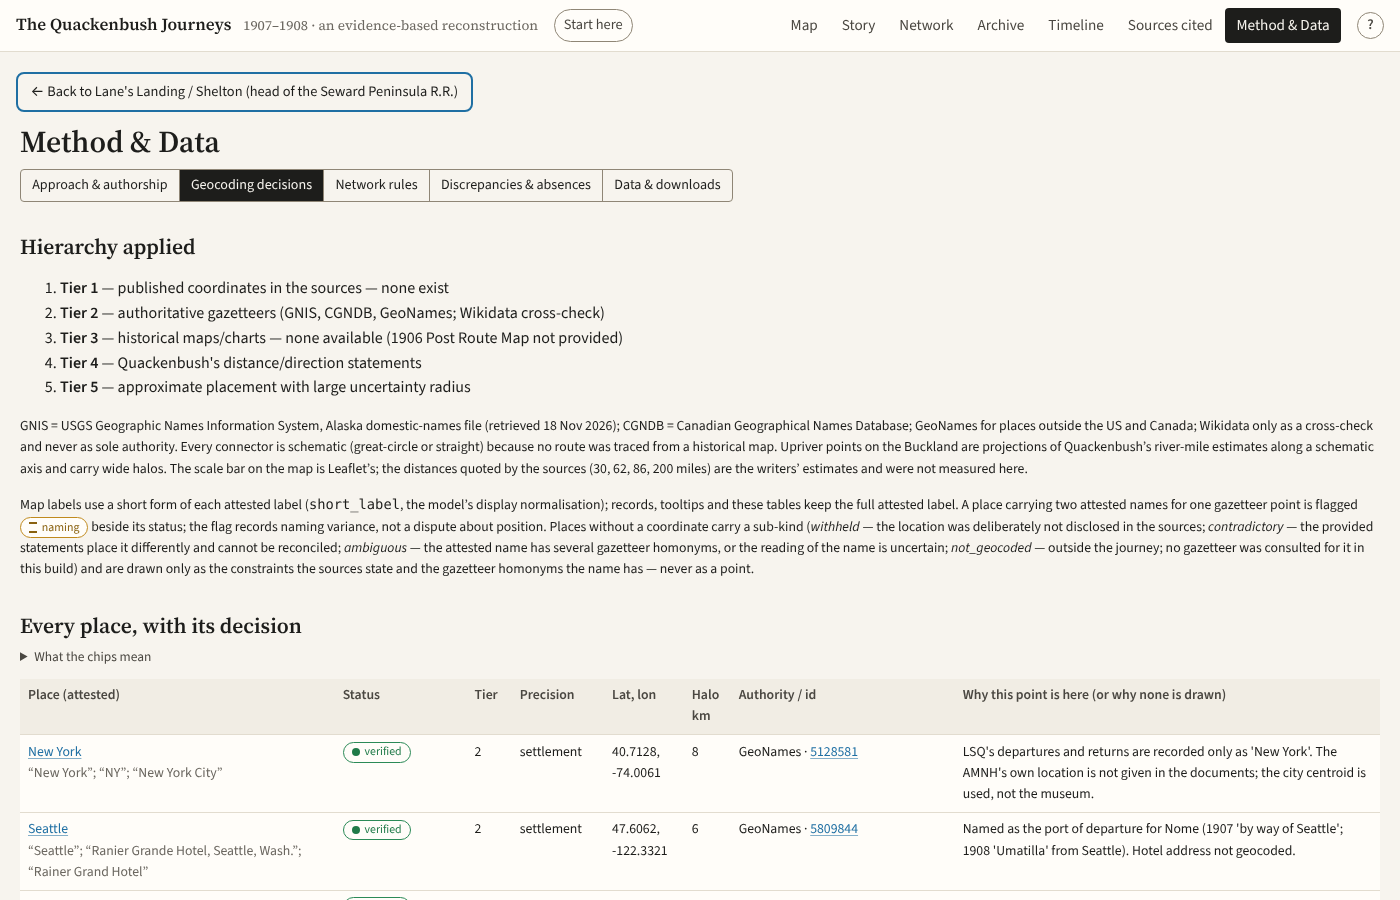 The Quackenbush Journeys 1907–1908 · an evidence-based reconstruction Start here Map Story Network Archive Timeline Sources cited Method & Data ?
← Back to Lane's Landing / Shelton (head of the Seward Peninsula R.R.)
Method & Data
Approach & authorship Geocoding decisions Network rules Discrepancies & absences Data & downloads
Hierarchy applied
1. Tier 1 — published coordinates in the sources — none exist
2. Tier 2 — authoritative gazetteers (GNIS, CGNDB, GeoNames; Wikidata cross-check)
3. Tier 3 — historical maps/charts — none available (1906 Post Route Map not provided)
4. Tier 4 — Quackenbush's distance/direction statements
5. Tier 5 — approximate placement with large uncertainty radius
GNIS = USGS Geographic Names Information System, Alaska domestic-names file (retrieved 18 Nov 2026); CGNDB = Canadian Geographical Names Database; GeoNames for places outside the US and Canada; Wikidata only as a cross-check
and never as sole authority. Every connector is schematic (great-circle or straight) because no route was traced from a historical map. Upriver points on the Buckland are projections of Quackenbush’s river-mile estimates along a schematic
axis and carry wide halos. The scale bar on the map is Leaflet’s; the distances quoted by the sources (30, 62, 86, 200 miles) are the writers’ estimates and were not measured here.
Map labels use a short form of each attested label (short_label, the model’s display normalisation); records, tooltips and these tables keep the full attested label. A place carrying two attested names for one gazetteer point is flagged
naming beside its status; the flag records naming variance, not a dispute about position. Places without a coordinate carry a sub-kind (withheld — the location was deliberately not disclosed in the sources; contradictory — the provided
statements place it differently and cannot be reconciled; ambiguous — the attested name has several gazetteer homonyms, or the reading of the name is uncertain; not_geocoded — outside the journey; no gazetteer was consulted for it in
this build) and are drawn only as the constraints the sources state and the gazetteer homonyms the name has — never as a point.
Every place, with its decision
▶ What the chips mean
Place (attested) Status Tier Precision Lat, lon Halo Authority / id Why this point is here (or why none is drawn)
km
New York verified 2 settlement 40.7128, 8 GeoNames · 5128581 LSQ's departures and returns are recorded only as 'New York'. The
“New York”; “NY”; “New York City” -74.0061 AMNH's own location is not given in the documents; the city centroid is
used, not the museum.
Seattle verified 2 settlement 47.6062, 6 GeoNames · 5809844 Named as the port of departure for Nome (1907 'by way of Seattle';
“Seattle”; “Ranier Grande Hotel, Seattle, Wash.”; -122.3321 1908 'Umatilla' from Seattle). Hotel address not geocoded.
“Rainer Grand Hotel”